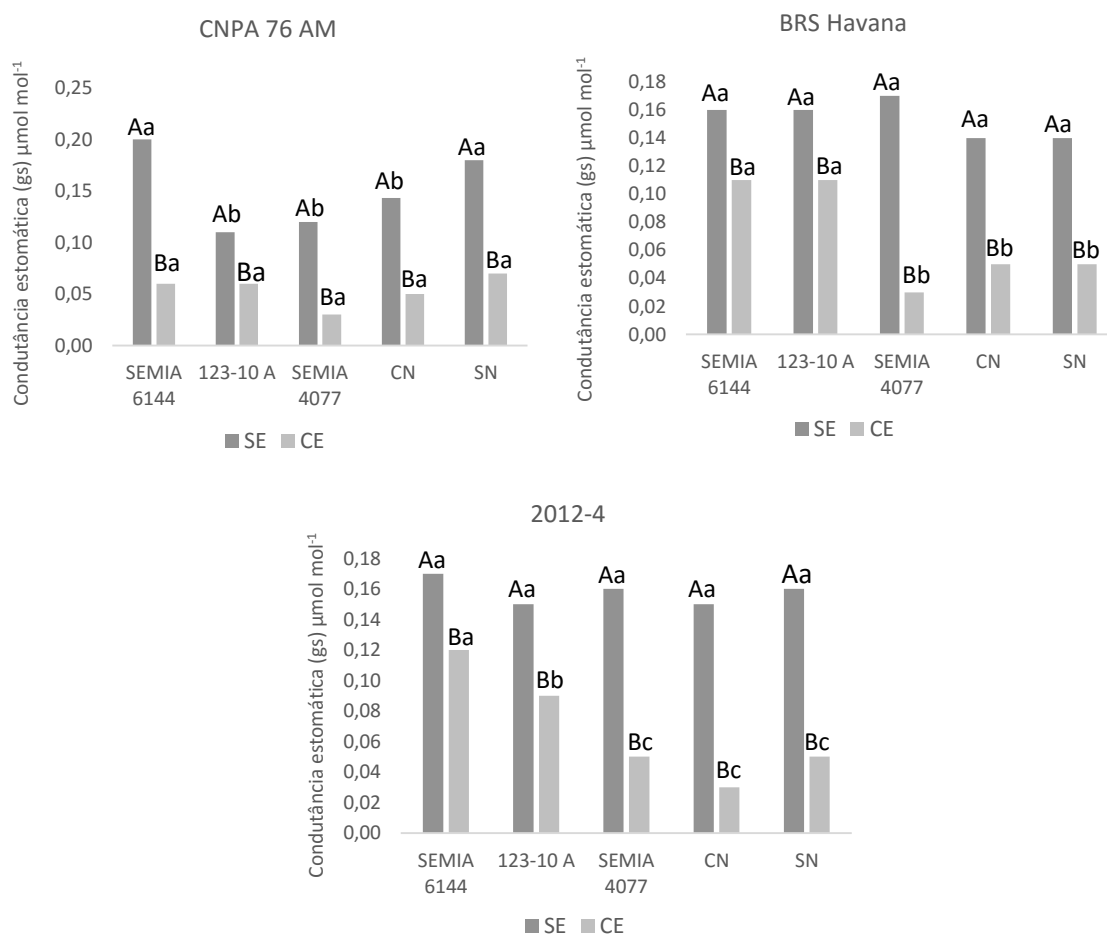 CNPA 76 AM
Condutância estomática (gs) µmol mol⁻¹
0,25
0,20
0,15
0,10
0,05
0,00
Aa
Ba
Ab
Ba
Ab
Ba
Ab
Ba
Aa
Ba
SEMIA 123-10 A SEMIA CN SN
6144 4077
SE CE
BRS Havana
Condutância estomática (gs) µmol mol⁻¹
0,18
0,16
0,14
0,12
0,10
0,08
0,06
0,04
0,02
0,00
Aa
Ba
Aa
Ba
Aa
Bb
Aa
Bb
Aa
Bb
SEMIA 123-10 A SEMIA CN SN
6144 4077
SE CE
2012-4
Condutância estomática (gs) µmol mol⁻¹
0,18
0,16
0,14
0,12
0,10
0,08
0,06
0,04
0,02
0,00
Aa
Ba
Aa
Bb
Aa
Bc
Aa
Bc
Aa
Bc
SEMIA 123-10 A SEMIA CN SN
6144 4077
SE CE